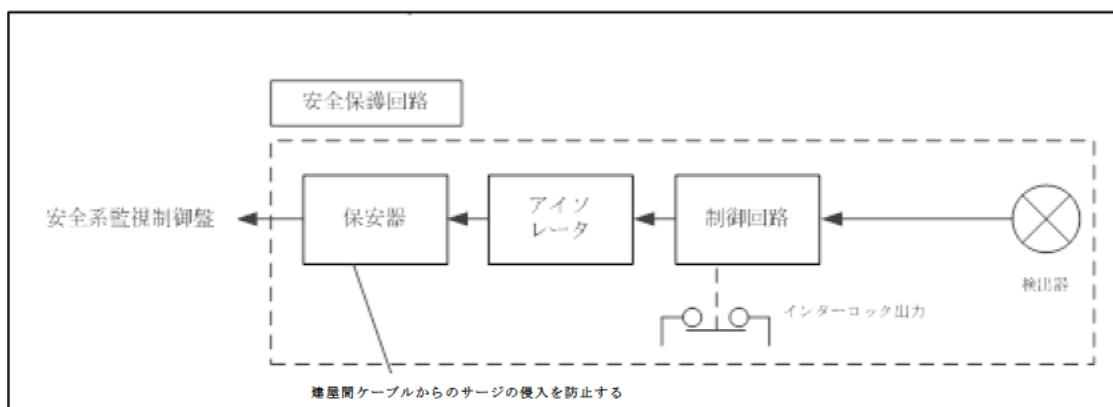 安全保護回路
安全系監視制御盤
保安器
アイソ
レータ
制御回路
検出器
インターロック出力
建屋間ケーブルからのサージの侵入を防止する